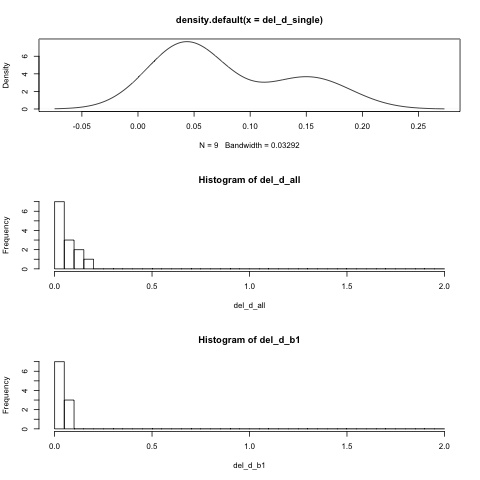 density.default(x = del_d_single)
Density
0 2 4 6
-0.05 0.00 0.05 0.10 0.15 0.20 0.25
N = 9 Bandwidth = 0.03292
Histogram of del_d_all
Frequency
0 2 4 6
0.0 0.5 1.0 1.5 2.0
del_d_all
Histogram of del_d_b1
Frequency
0 2 4 6
0.0 0.5 1.0 1.5 2.0
del_d_b1